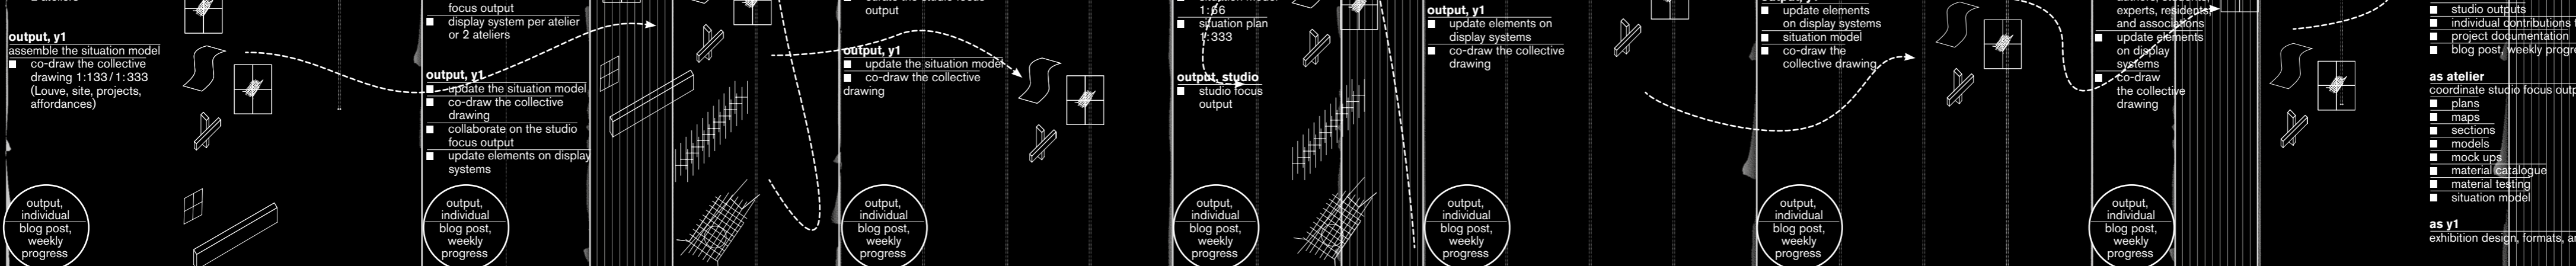 focus output
display system per atelier
or 2 ateliers
output, y1
assemble the situation model
co-draw the collective
drawing 1:133 / 1:333
(Louve, site, projects,
affordances)
output,
individual
blog post,
weekly
progress
output, y1
update the situation model
co-draw the collective
drawing
collaborate on the studio
focus output
update elements on display
systems
output,
individual
blog post,
weekly
progress
output
output, y1
update the situation model
co-draw the collective
drawing
output,
individual
blog post,
weekly
progress
1:66
situation plan
1:333
output, studio
studio focus
output
output,
individual
blog post,
weekly
progress
output, y1
update elements on
display systems
co-draw the collective
drawing
output,
individual
blog post,
weekly
progress
update elements
on display systems
situation model
co-draw the
collective drawing
output,
individual
blog post,
weekly
progress
experts, residents,
and associations
update elements
on display
systems
co-draw
the collective
drawing
output,
individual
blog post,
weekly
progress
studio outputs
individual contributions
project documentation
blog post, weekly progre
as atelier
coordinate studio focus outp
plans
maps
sections
models
mock ups
material catalogue
material testing
situation model
as y1
exhibition design, formats, a